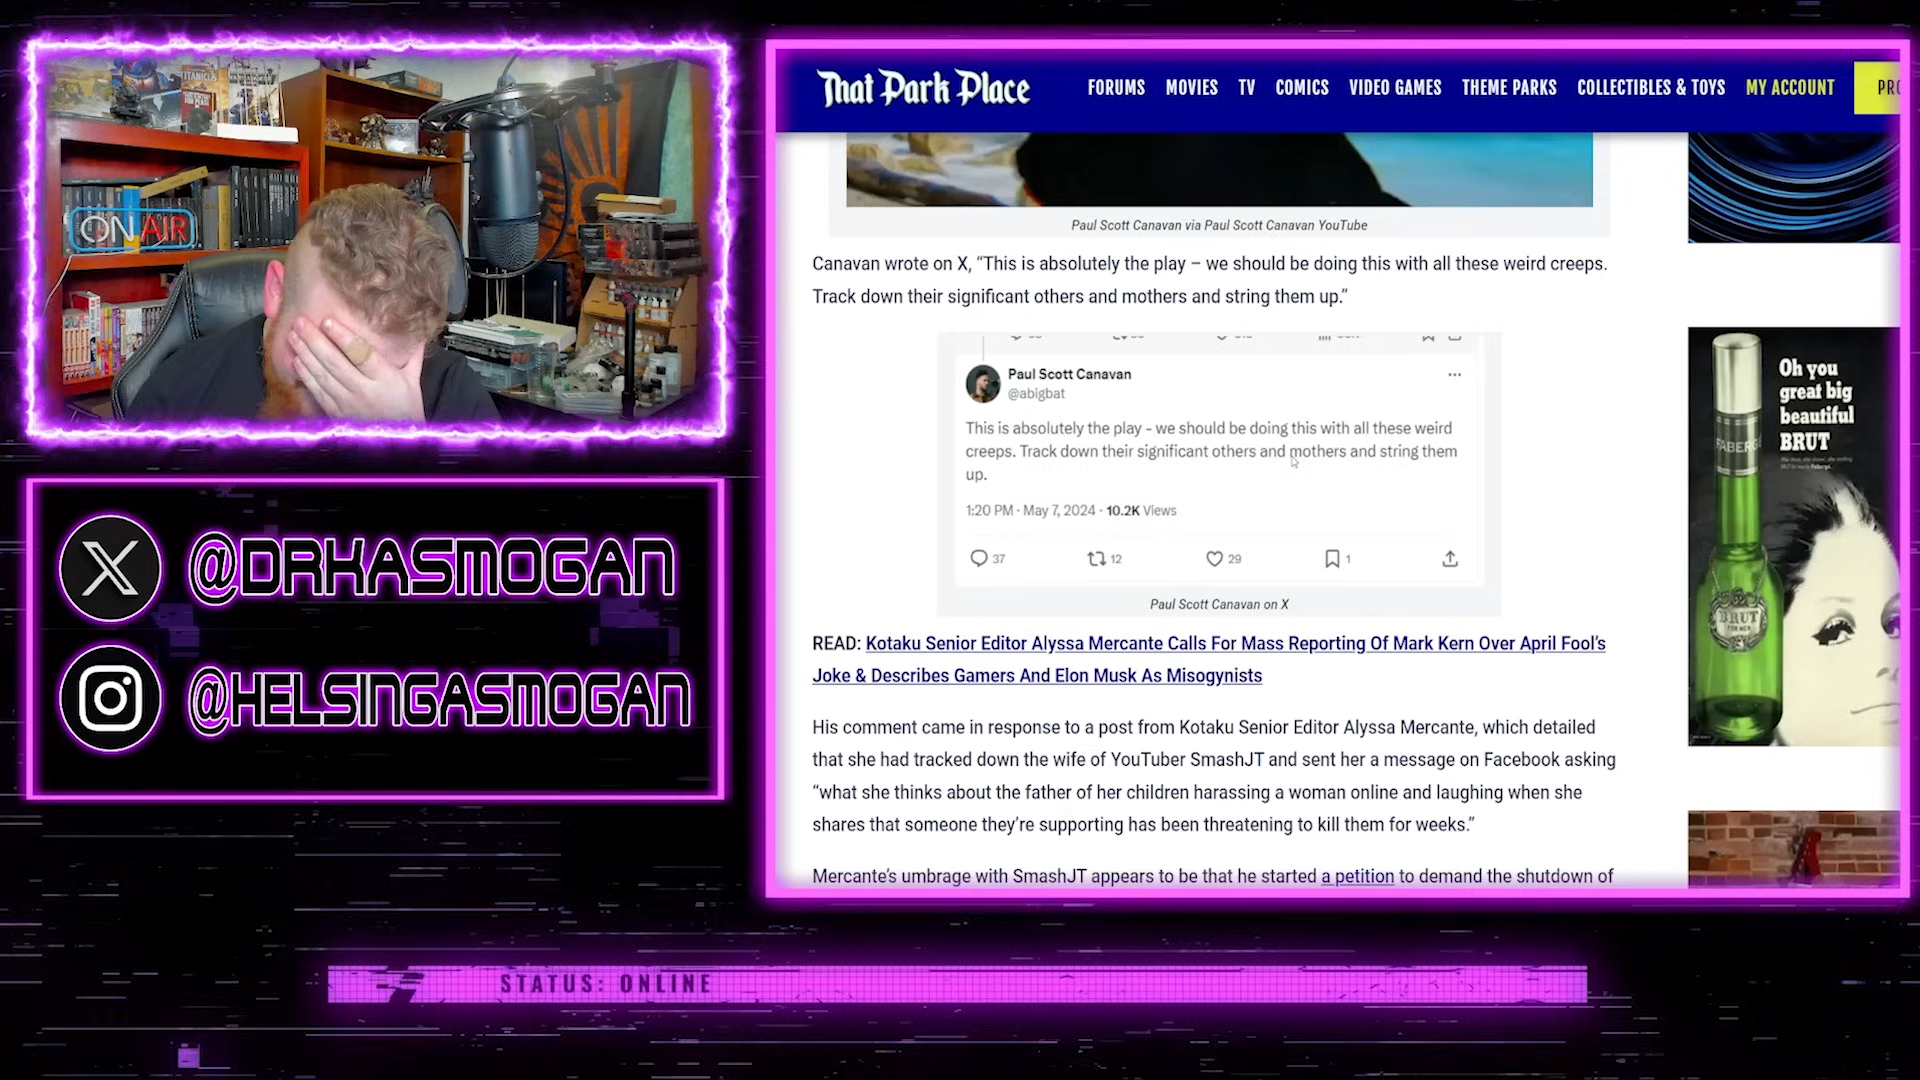 TITANICUS
ON AIR
@DRKASMOGAN
@HELSINGASMOGAN
STATUS: ONLINE
That Park Place
FORUMS MOVIES TV COMICS VIDEO GAMES THEME PARKS COLLECTIBLES & TOYS MY ACCOUNT
Paul Scott Canavan via Paul Scott Canavan YouTube
Canavan wrote on X, “This is absolutely the play – we should be doing this with all these weird creeps.
Track down their significant others and mothers and string them up.”
Paul Scott Canavan
@abigbat
This is absolutely the play - we should be doing this with all these weird
creeps. Track down their significant others and mothers and string them
up.
1:20 PM · May 7, 2024 · 10.2K Views
37 12 29 1
Paul Scott Canavan on X
READ: Kotaku Senior Editor Alyssa Mercante Calls For Mass Reporting Of Mark Kern Over April Fool’s
Joke & Describes Gamers And Elon Musk As Misogynists
His comment came in response to a post from Kotaku Senior Editor Alyssa Mercante, which detailed
that she had tracked down the wife of YouTuber SmashJT and sent her a message on Facebook asking
“what she thinks about the father of her children harassing a woman online and laughing when she
shares that someone they’re supporting has been threatening to kill them for weeks.”
Mercante’s umbrage with SmashJT appears to be that he started a petition to demand the shutdown of
Oh you
great big
beautiful
BRUT
FABERGÉ
BRUT